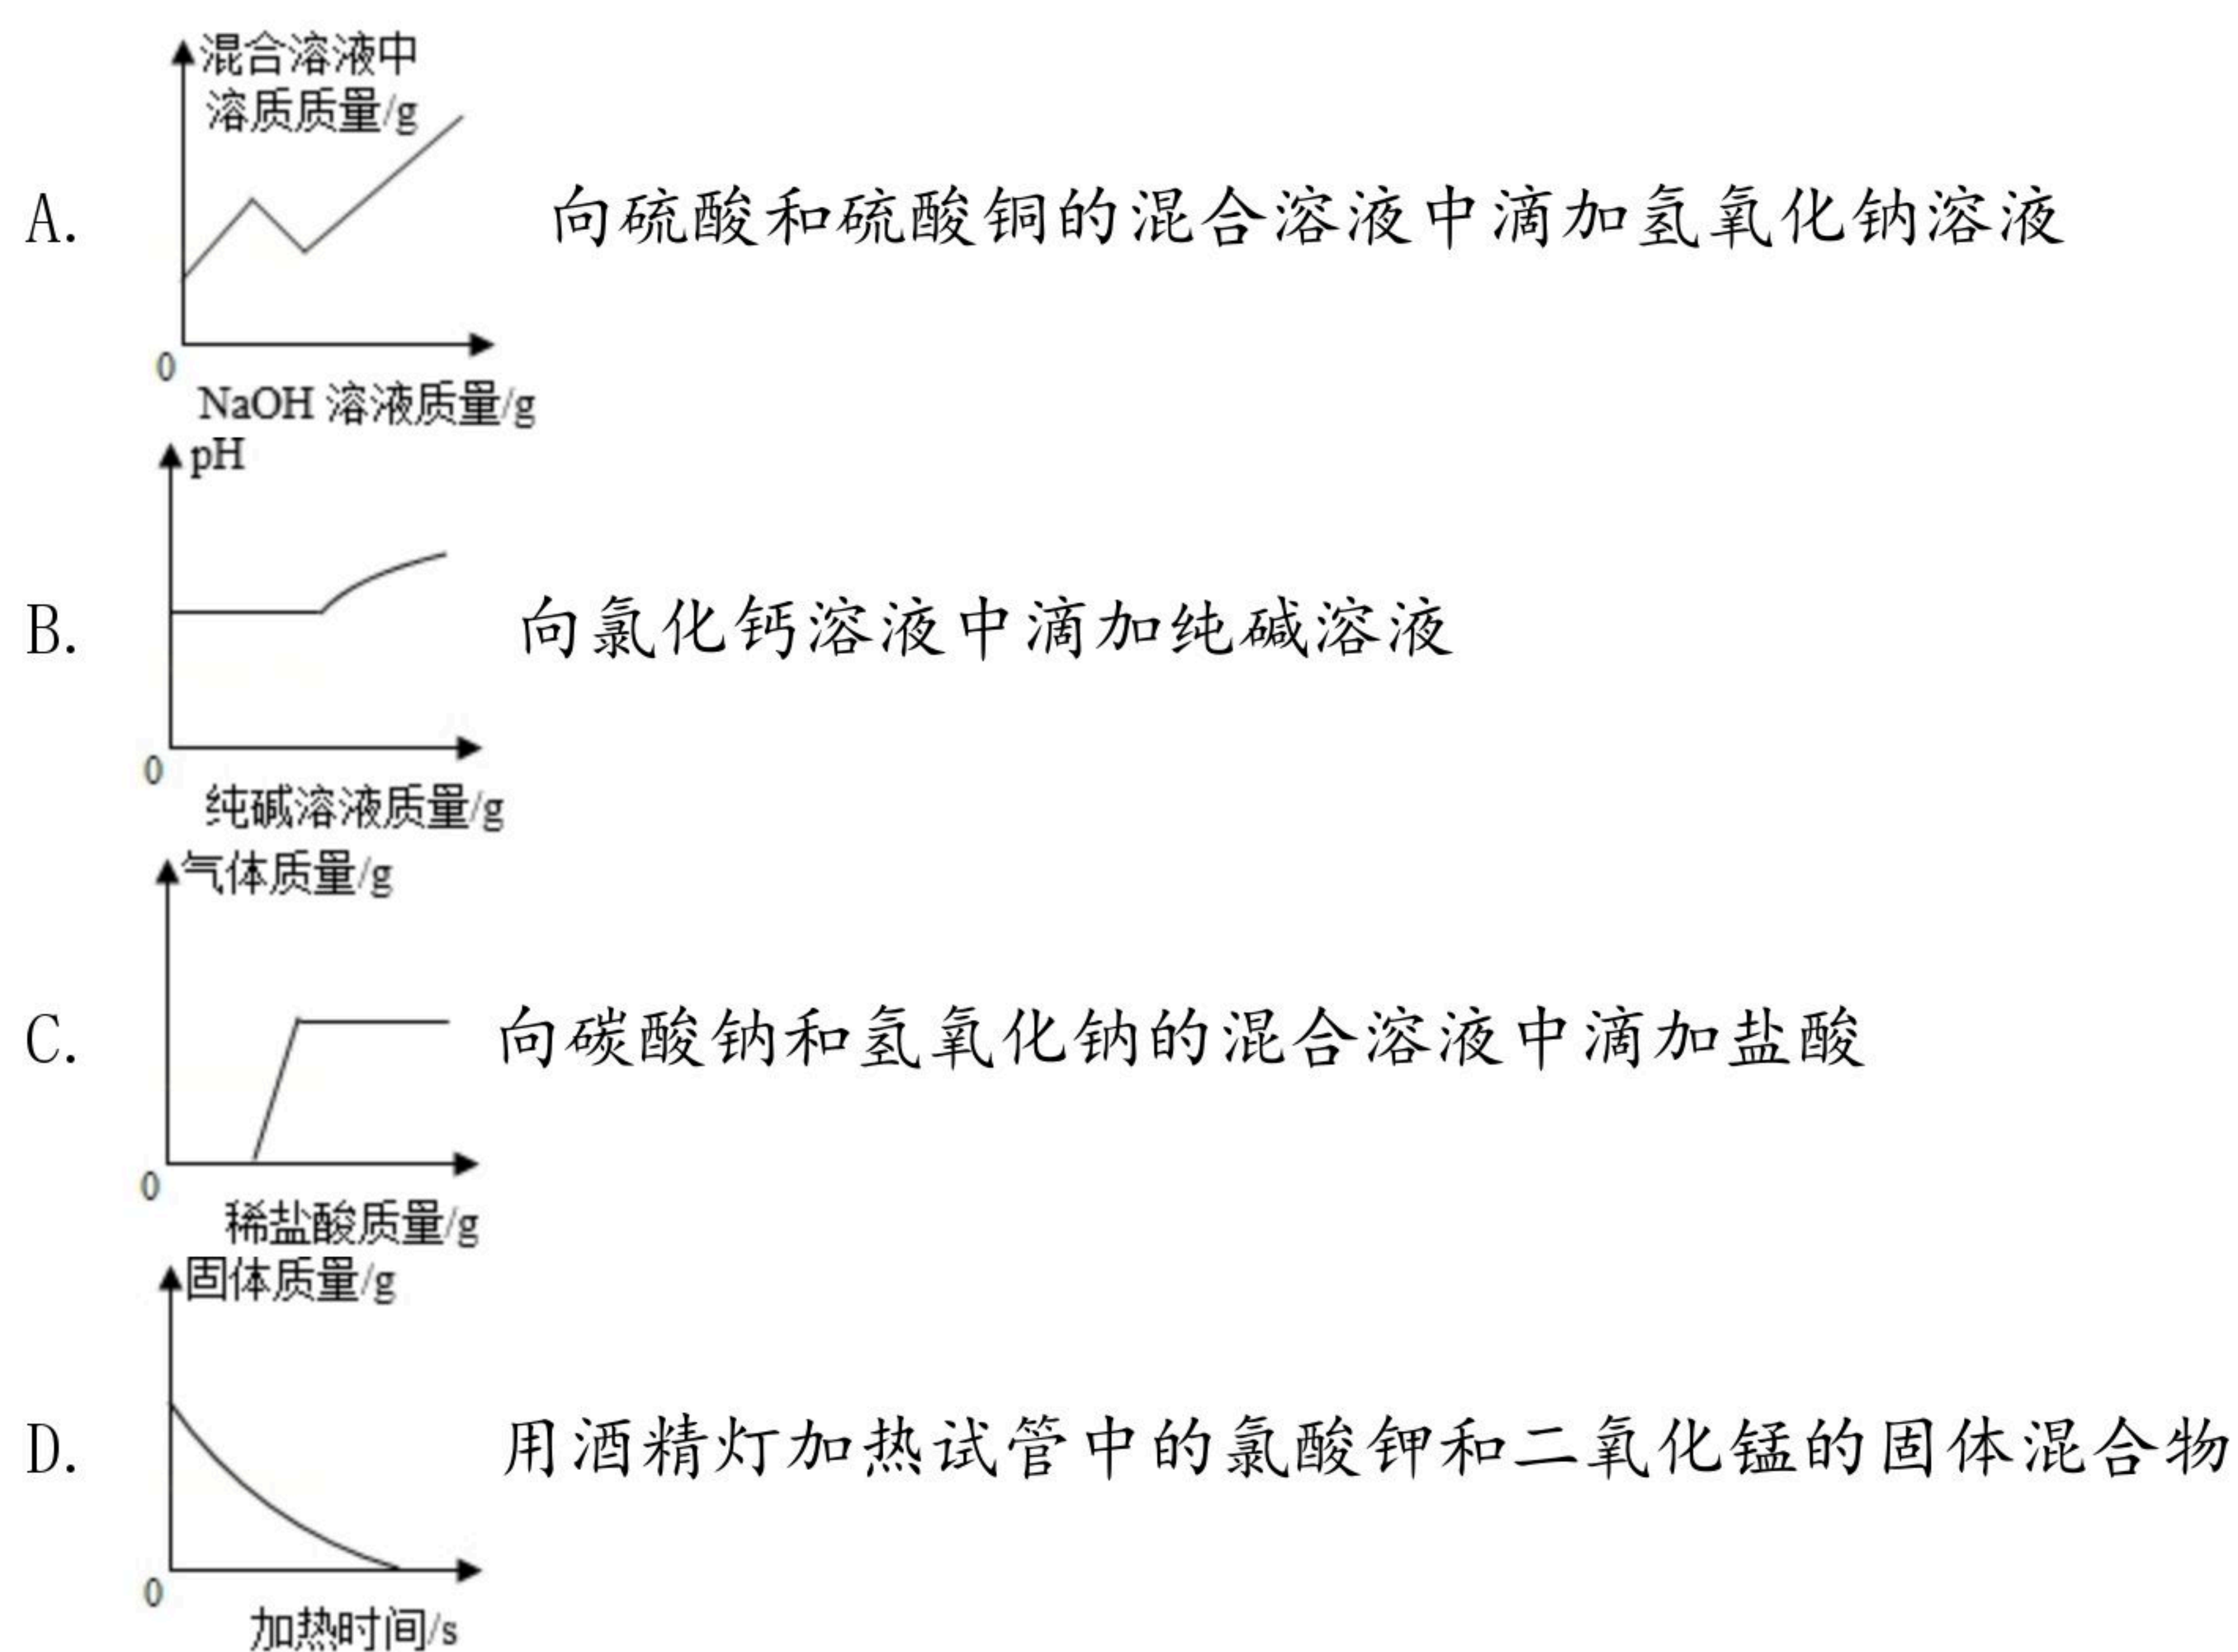 混合溶液中
溶质质量/g
A. 向硫酸和硫酸铜的混合溶液中滴加氢氧化钠溶液
0
NaOH 溶液质量/g
pH
B. 向氯化钙溶液中滴加纯碱溶液
0
纯碱溶液质量/g
气体质量/g
C. 向碳酸钠和氢氧化钠的混合溶液中滴加盐酸
0
稀盐酸质量/g
固体质量/g
D. 用酒精灯加热试管中的氯酸钾和二氧化锰的固体混合物
0
加热时间/s